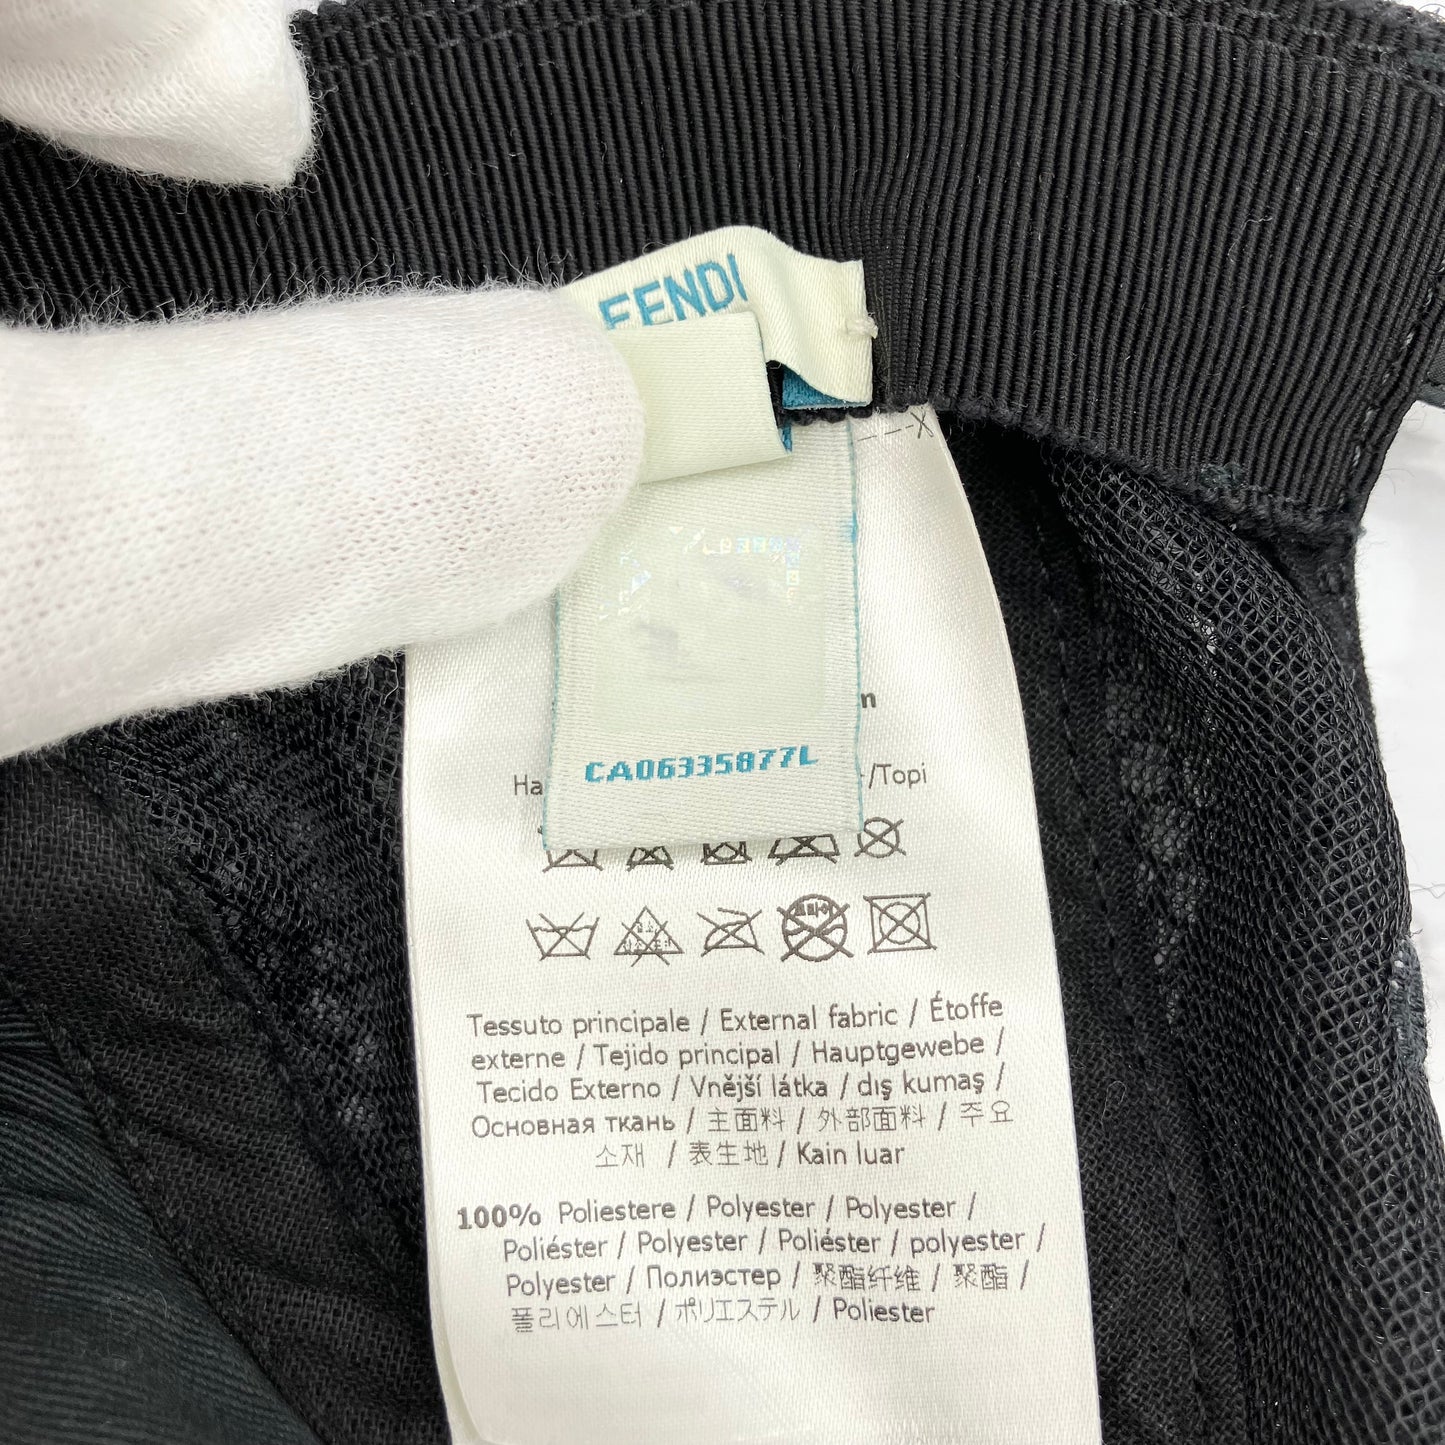 FENDI
CA06335877L
/Topi
Tessuto principale / External fabric / Étoffe
externe / Tejido principal / Hauptgewebe /
Tecido Externo / Vnější látka / dış kumaş /
Основная ткань / 主面料 / 外部面料 / 주요
소재 / 表生地 / Kain luar
100% Poliestere / Polyester / Polyester /
Poliéster / Polyester / Poliéster / polyester /
Polyester / Полиэстер / 聚酯纤维 / 聚酯 /
폴리에스터 / ポリエステル / Poliester